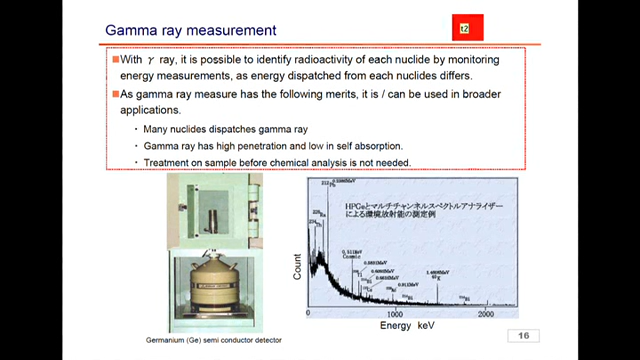 Gamma ray measurement
t2
■With γ ray, it is possible to identify radioactivity of each nuclide by monitoring
energy measurements, as energy dispatched from each nuclides differs.
■As gamma ray measure has the following merits, it is / can be used in broader
applications.
・ Many nuclides dispatches gamma ray
・ Gamma ray has high penetration and low in self absorption.
・ Treatment on sample before chemical analysis is not needed.
HPGeとマルチチャンネルスペクトルアナライザー
による環境放射能の測定例
0.511MeV
Cosmic
Count
0 1000 2000
Energy keV
Germanium (Ge) semi conductor detector
16